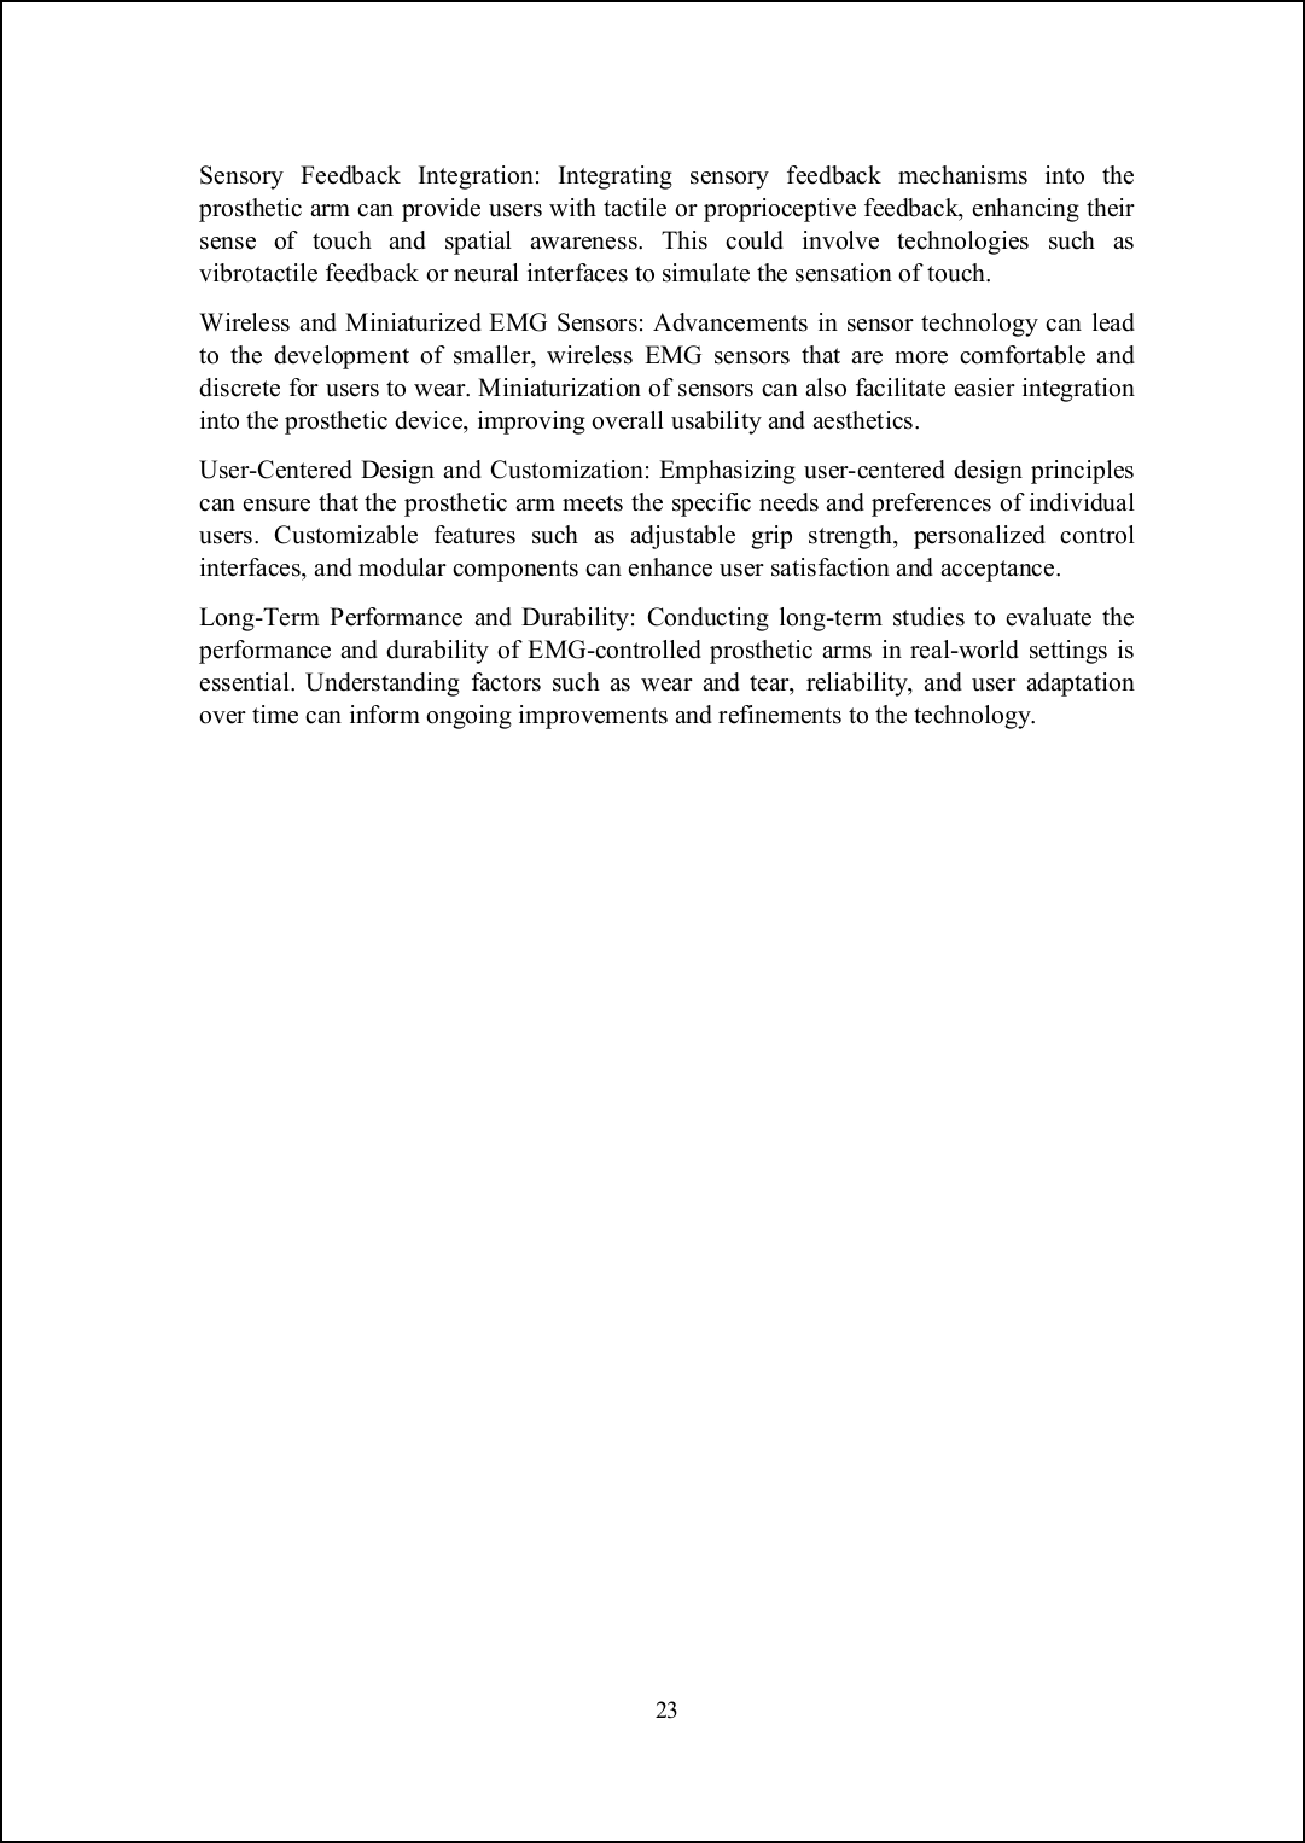 Sensory Feedback Integration: Integrating sensory feedback mechanisms into the
prosthetic arm can provide users with tactile or proprioceptive feedback, enhancing their
sense of touch and spatial awareness. This could involve technologies such as
vibrotactile feedback or neural interfaces to simulate the sensation of touch.
Wireless and Miniaturized EMG Sensors: Advancements in sensor technology can lead
to the development of smaller, wireless EMG sensors that are more comfortable and
discrete for users to wear. Miniaturization of sensors can also facilitate easier integration
into the prosthetic device, improving overall usability and aesthetics.
User-Centered Design and Customization: Emphasizing user-centered design principles
can ensure that the prosthetic arm meets the specific needs and preferences of individual
users. Customizable features such as adjustable grip strength, personalized control
interfaces, and modular components can enhance user satisfaction and acceptance.
Long-Term Performance and Durability: Conducting long-term studies to evaluate the
performance and durability of EMG-controlled prosthetic arms in real-world settings is
essential. Understanding factors such as wear and tear, reliability, and user adaptation
over time can inform ongoing improvements and refinements to the technology.
23